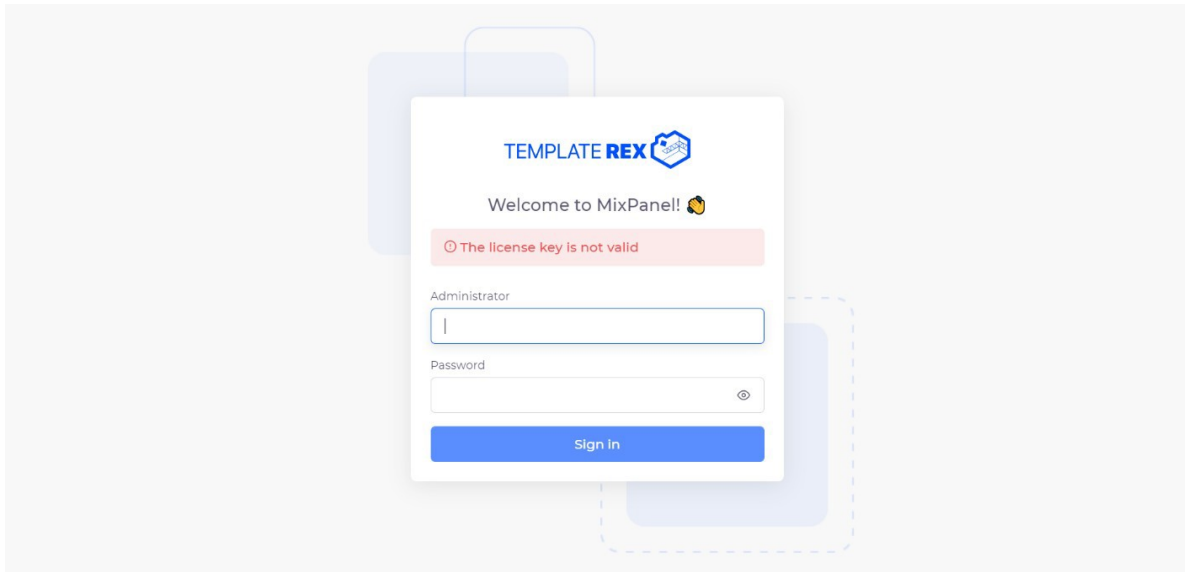 TEMPLATE REX
Welcome to MixPanel! 👏
The license key is not valid
Administrator
Password
Sign in